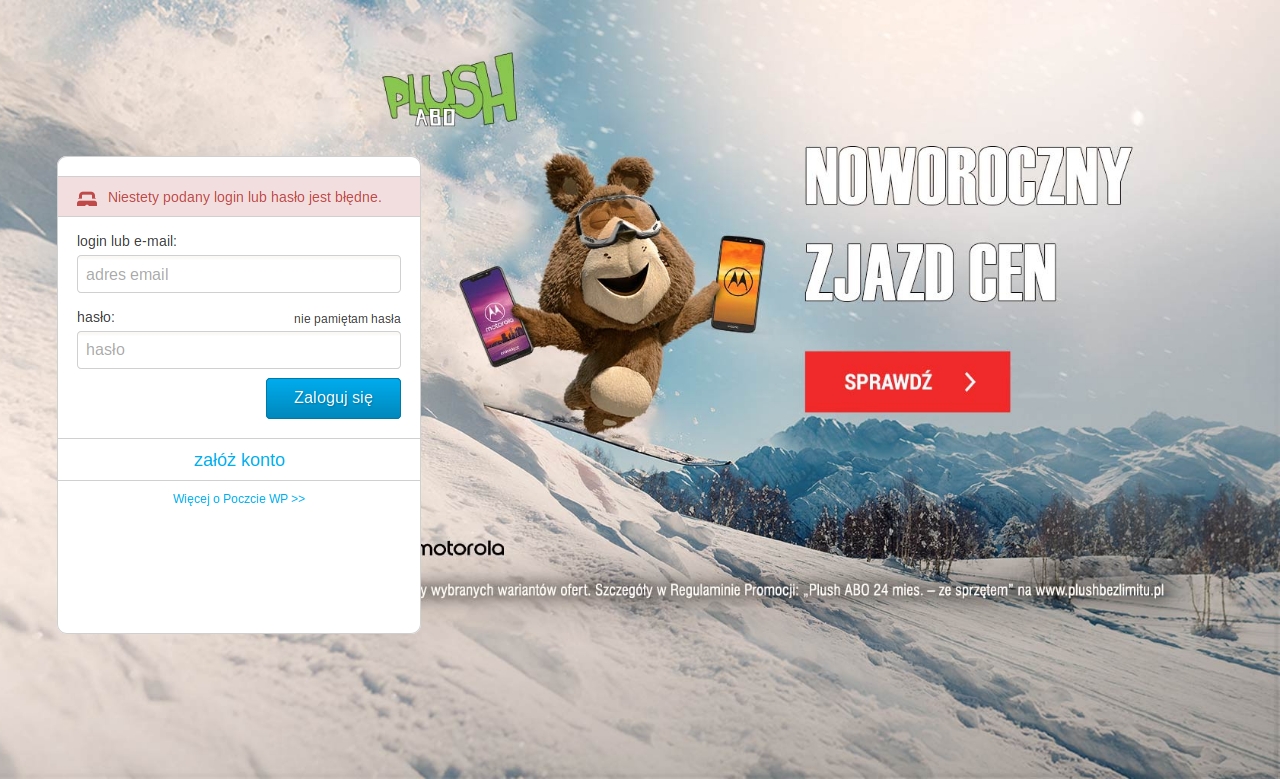 PLUSH
ABO
Niestety podany login lub hasło jest błędne.
login lub e-mail:
adres email
hasło:
nie pamiętam hasła
hasło
Zaloguj się
załóż konto
Więcej o Poczcie WP >>
motorola
motorola
NOWOROCZNY
ZJAZD CEN
SPRAWDŹ
y wybranych wariantów ofert. Szczegóły w Regulaminie Promocji: „Plush ABO 24 mies. – ze sprzętem" na www.plushbezlimitu.pl